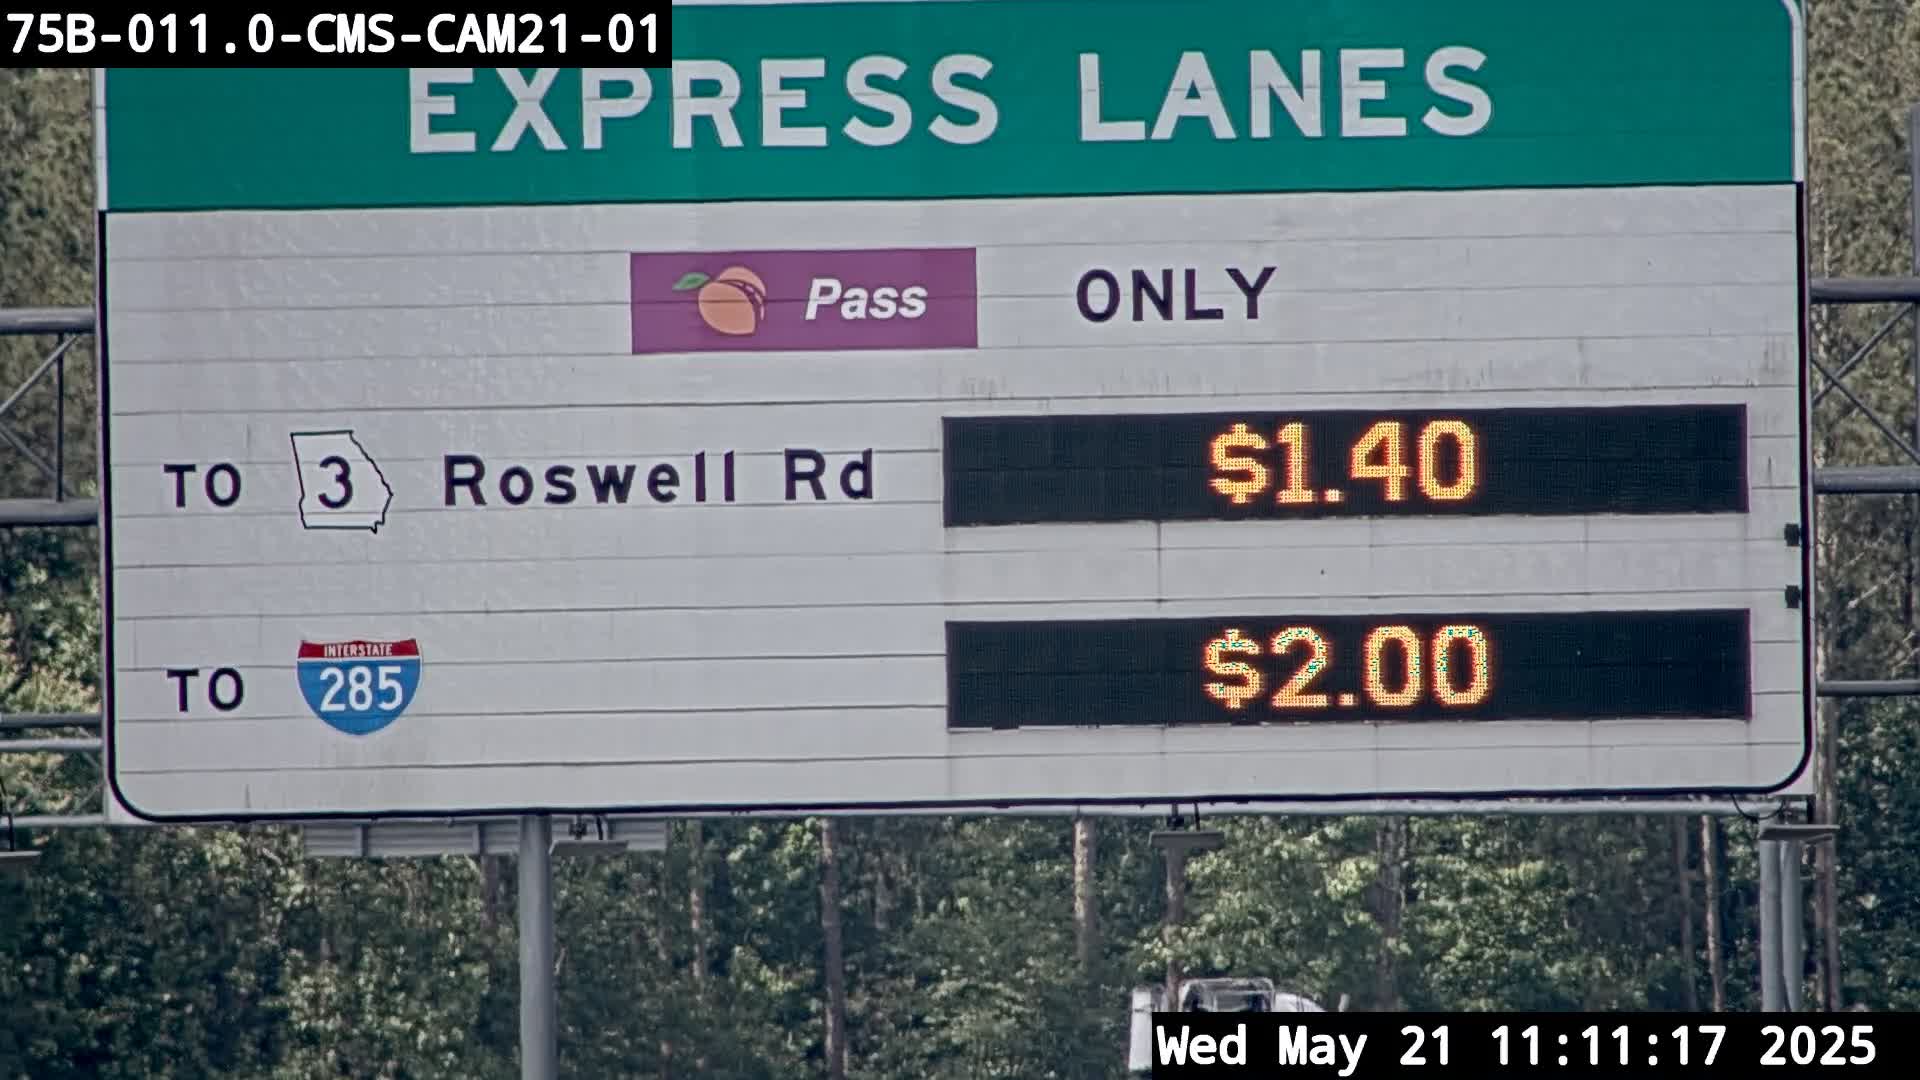 75B-011.0-CMS-CAM21-01
EXPRESS LANES
Pass ONLY
TO 3 Roswell Rd $1.40
INTERSTATE
TO 285 $2.00
Wed May 21 11:11:17 2025